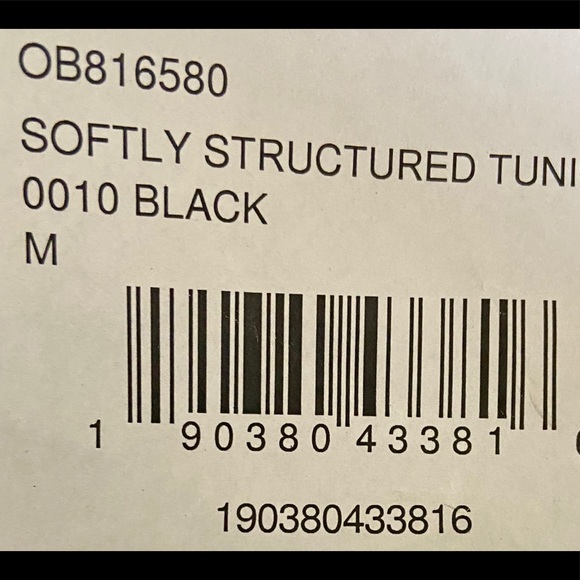 OB816580
SOFTLY STRUCTURED TUNI
0010 BLACK
M
1 90380 43381
190380433816